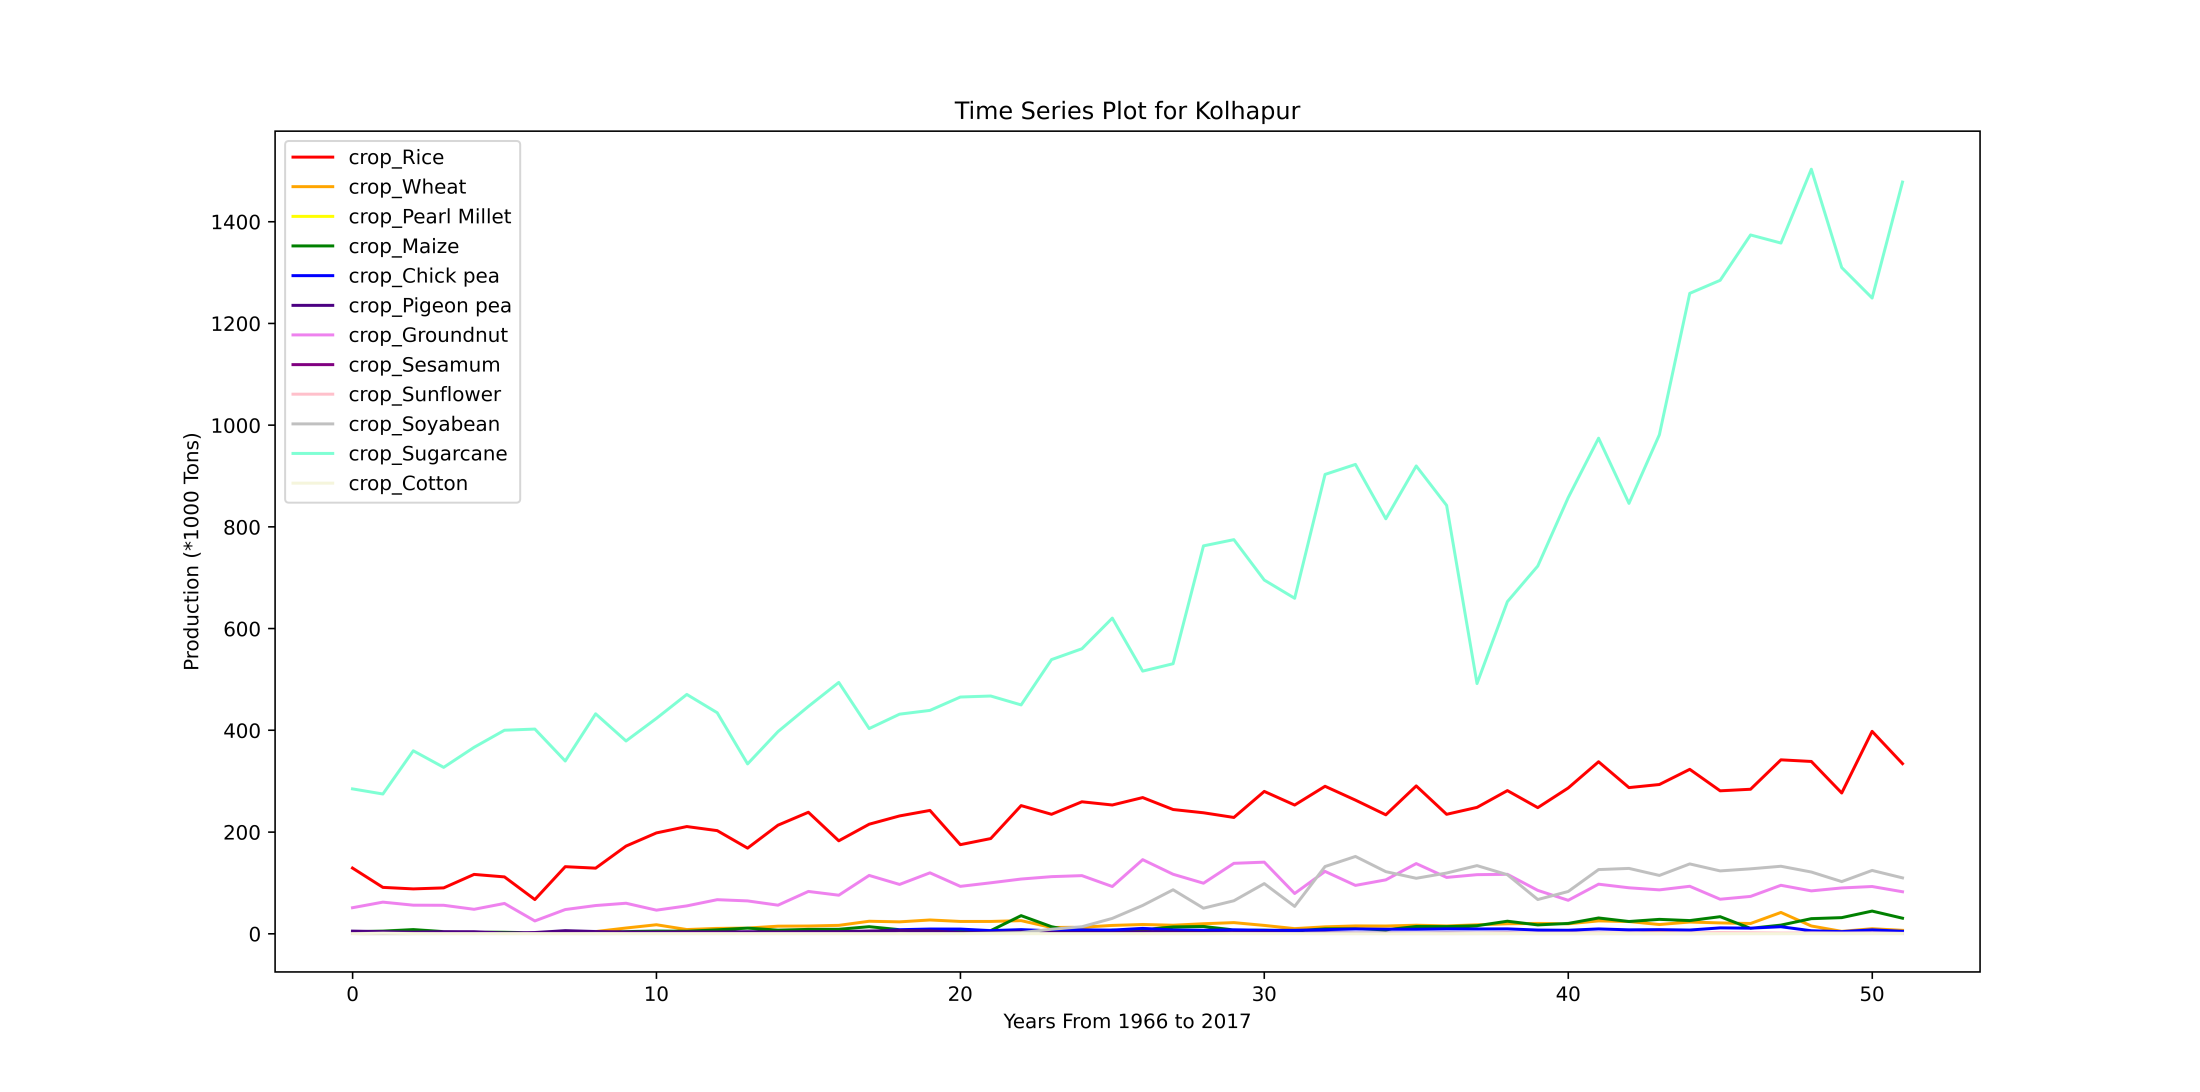 Time Series Plot for Kolhapur
crop_Rice
crop_Wheat
crop_Pearl Millet
crop_Maize
crop_Chick pea
crop_Pigeon pea
crop_Groundnut
crop_Sesamum
crop_Sunflower
crop_Soyabean
crop_Sugarcane
crop_Cotton
Production (*1000 Tons)
1400
1200
1000
800
600
400
200
0
0 10 20 30 40 50
Years From 1966 to 2017